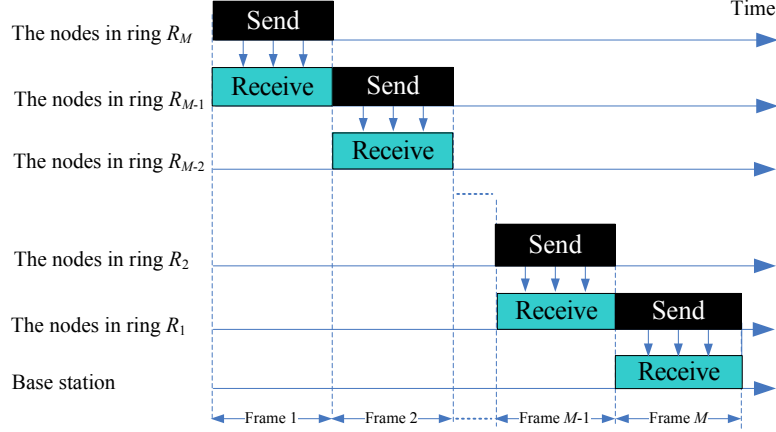 Time
Send
The nodes in ring R_M
Receive Send
The nodes in ring R_{M-1}
Receive
The nodes in ring R_{M-2}
Send
The nodes in ring R_2
Receive Send
The nodes in ring R_1
Receive
Base station
Frame 1 Frame 2 Frame M-1 Frame M